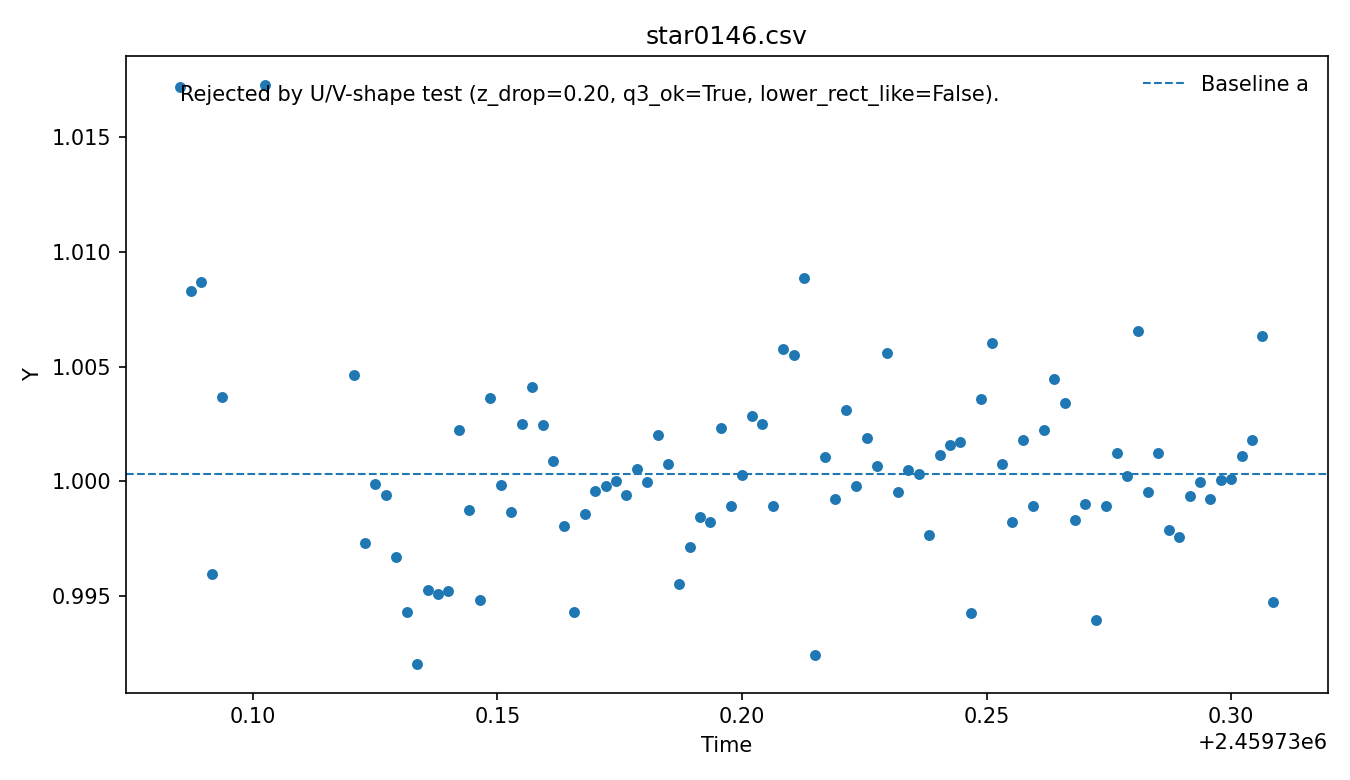 star0146.csv
Rejected by U/V-shape test (z_drop=0.20, q3_ok=True, lower_rect_like=False).
Baseline a
1.015
1.010
1.005
1.000
0.995
Y
0.10 0.15 0.20 0.25 0.30
Time
+2.45973e6